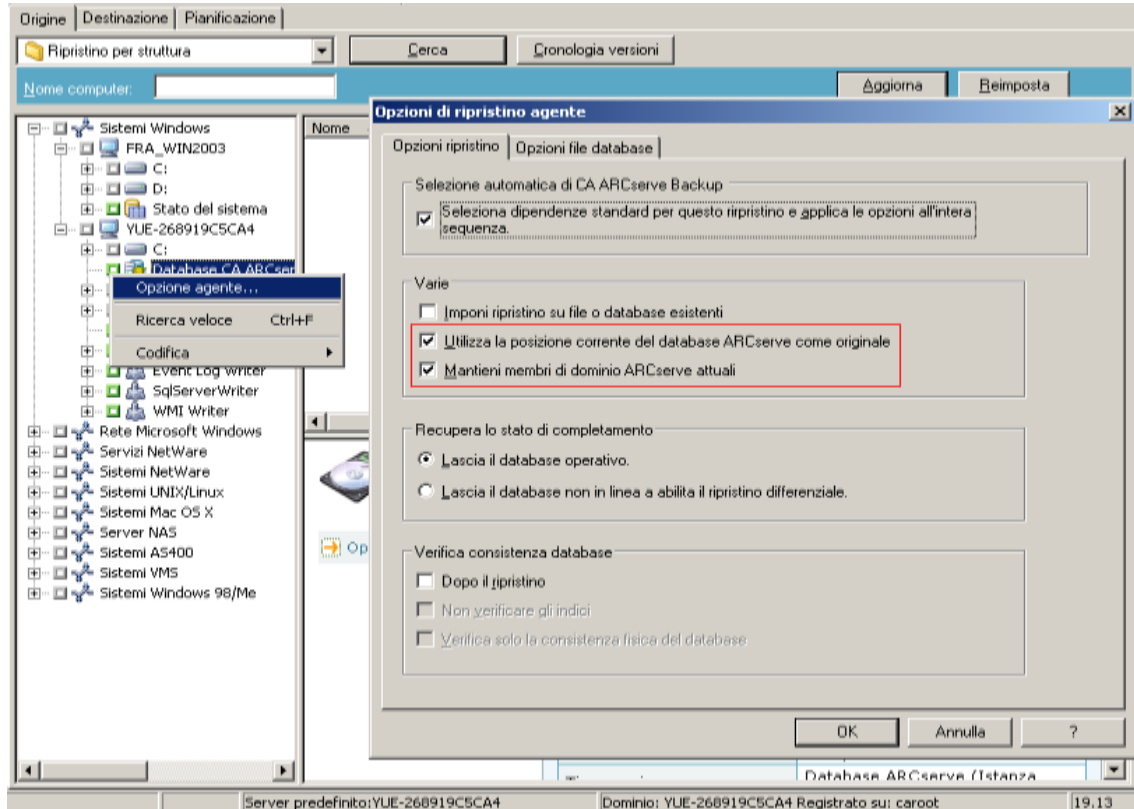 Origine Destinazione Pianificazione
Ripristino per struttura Cerca Cronologia versioni
Nome computer: Aggiorna Reimposta
Sistemi Windows
FRA_WIN2003
C:
D:
Stato del sistema
YUE-268919C5CA4
C:
Database CA ARCser
Opzione agente...
Ricerca veloce Ctrl+F
Codifica
Event Log Writer
SqlServerWriter
WMI Writer
Rete Microsoft Windows
Servizi NetWare
Sistemi NetWare
Sistemi UNIX/Linux
Sistemi Mac OS X
Server NAS
Sistemi AS400
Sistemi VMS
Sistemi Windows 98/Me
Nome
Op
Opzioni di ripristino agente
Opzioni ripristino Opzioni file database
Selezione automatica di CA ARCserve Backup
Seleziona dipendenze standard per questo rirpristino e applica le opzioni all'intera
sequenza.
Varie
Imponi ripristino su file o database esistenti
Utilizza la posizione corrente del database ARCserve come originale
Mantieni membri di dominio ARCserve attuali
Recupera lo stato di completamento
Lascia il database operativo.
Lascia il database non in linea a abilita il ripristino differenziale.
Verifica consistenza database
Dopo il ripristino
Non verificare gli indici
Verifica solo la consistenza fisica del database
OK Annulla ?
Database ARCserve (Istanza
Server predefinito:YUE-268919C5CA4 Dominio: YUE-268919C5CA4 Registrato su: caroot 19.13